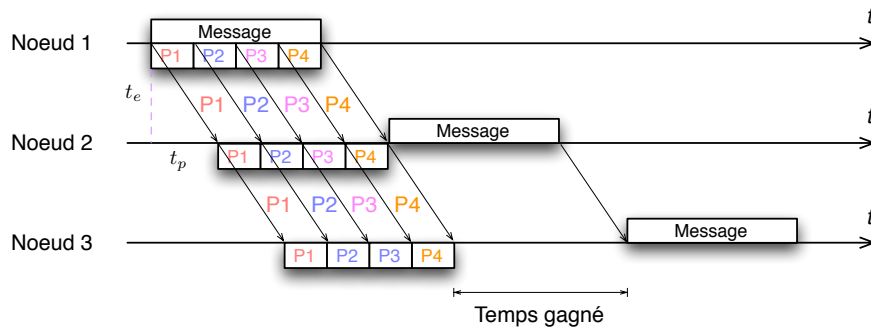 t
Message
Noeud 1
P1 P2 P3 P4
t_e P1 P2 P3 P4
t
Message
Noeud 2
t_p P1 P2 P3 P4
P1 P2 P3 P4
t
Message
Noeud 3
P1 P2 P3 P4
Temps gagné